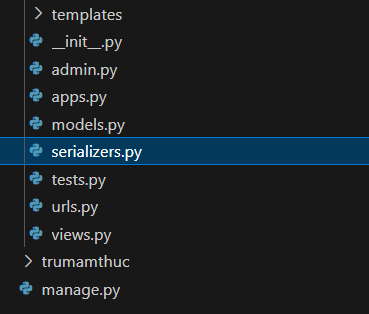 templates
__init__.py
admin.py
apps.py
models.py
serializers.py
tests.py
urls.py
views.py
trumamthuc
manage.py